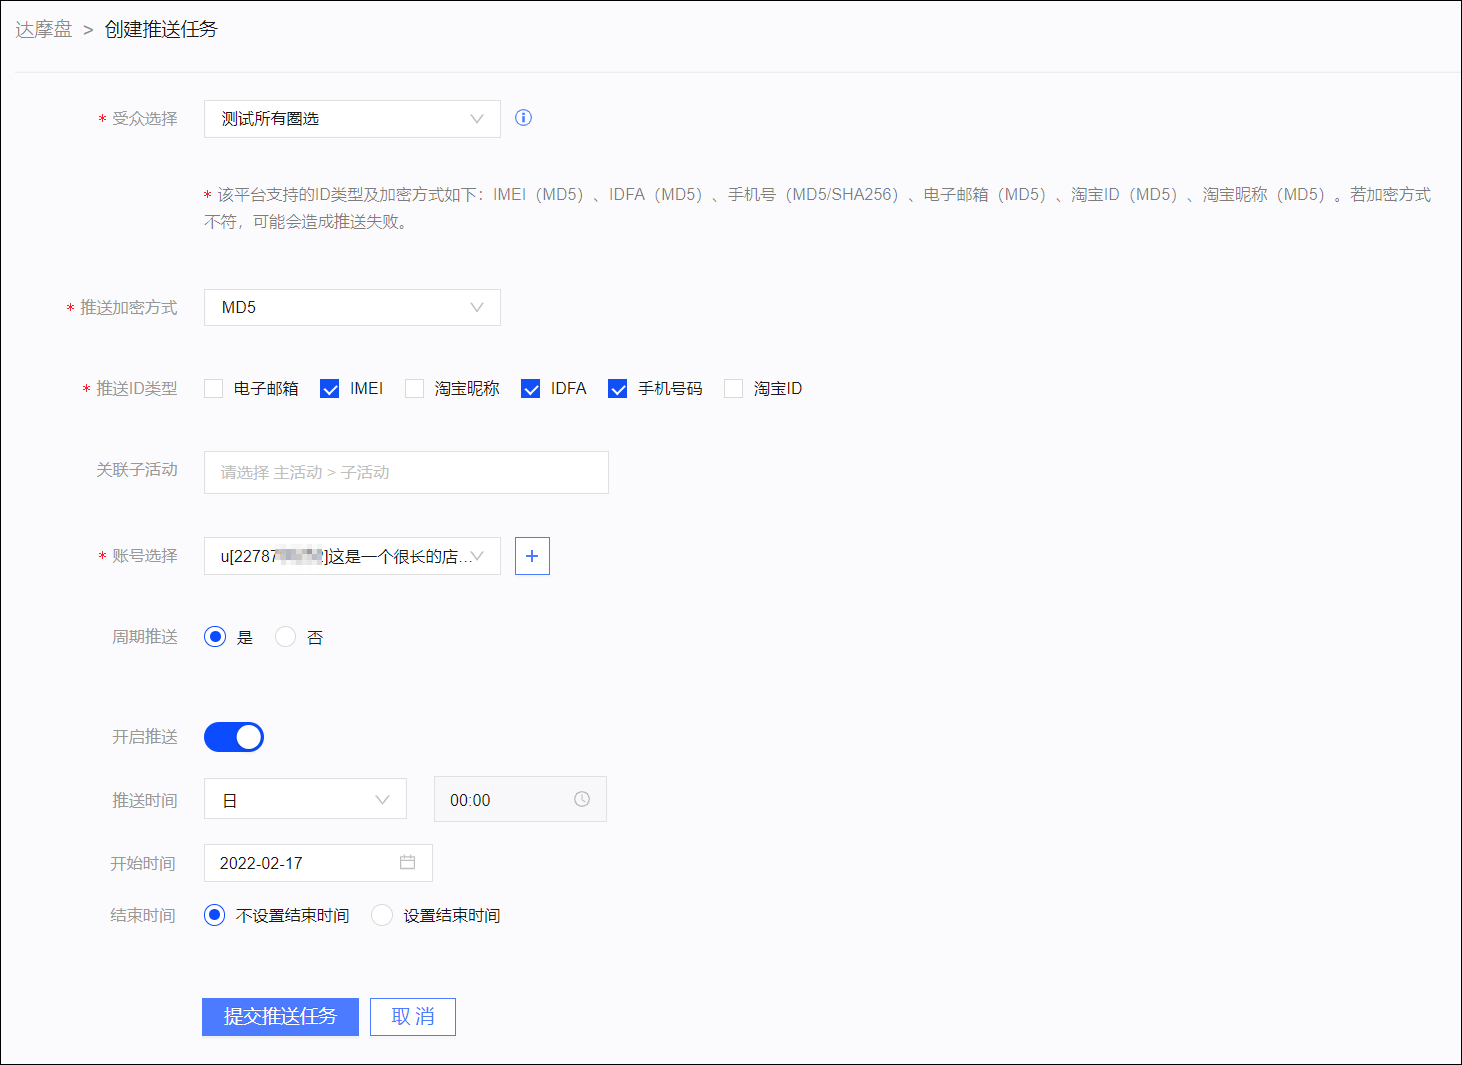 达摩盘 > 创建推送任务
* 受众选择 测试所有圈选
* 该平台支持的ID类型及加密方式如下：IMEI（MD5）、IDFA（MD5）、手机号（MD5/SHA256）、电子邮箱（MD5）、淘宝ID（MD5）、淘宝昵称（MD5）。若加密方式
不符，可能会造成推送失败。
* 推送加密方式 MD5
* 推送ID类型 电子邮箱 IMEI 淘宝昵称 IDFA 手机号码 淘宝ID
关联子活动 请选择 主活动 > 子活动
* 账号选择 u[22787 ]这是一个很长的店... +
周期推送 是 否
开启推送
推送时间 日 00:00
开始时间 2022-02-17
结束时间 不设置结束时间 设置结束时间
提交推送任务 取 消